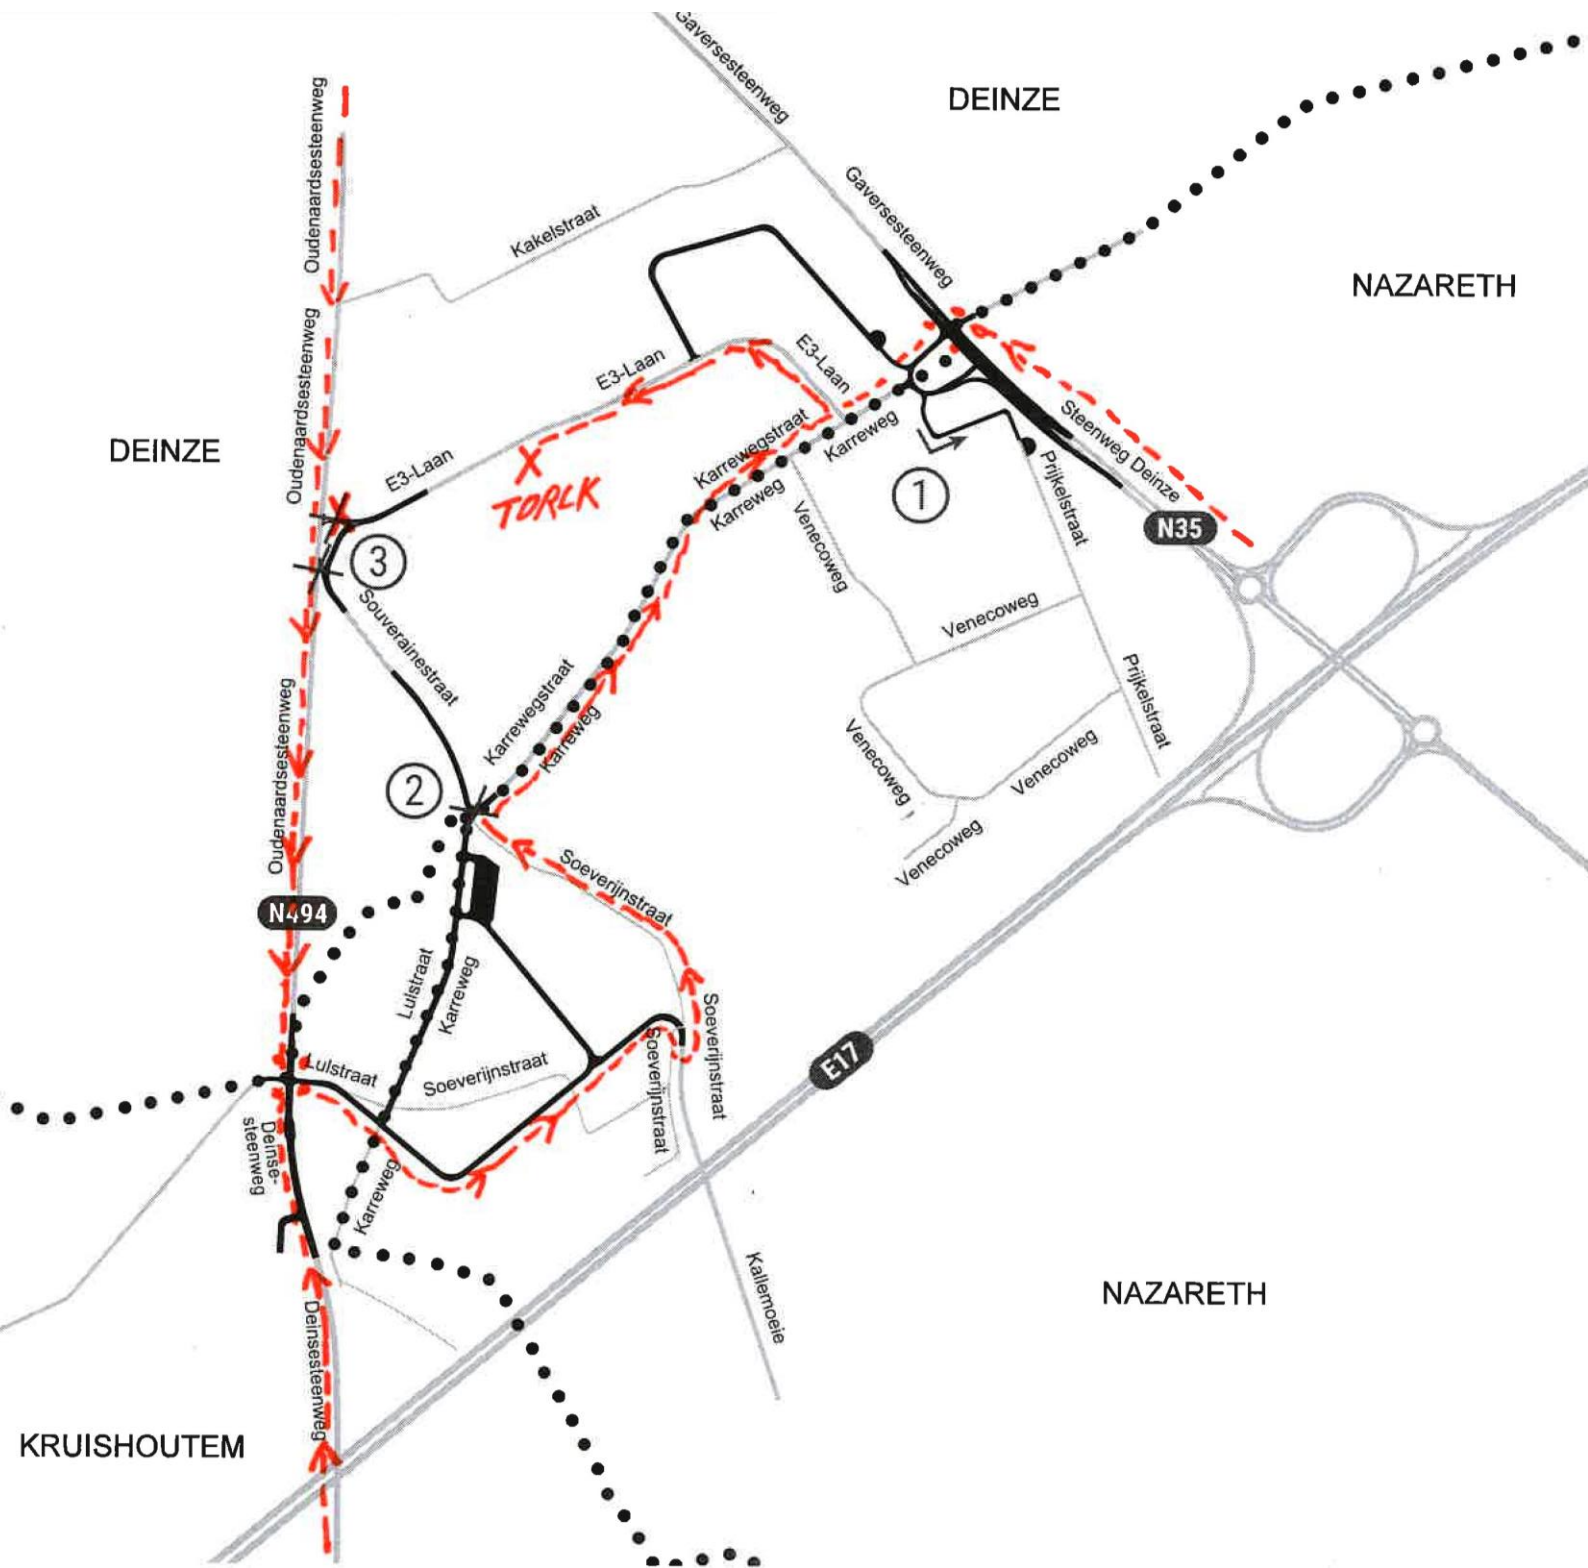 Gaversesteenweg
DEINZE
Oudenaardsesteenweg
Gaversesteenweg
Kakelstraat
NAZARETH
Oudenaardsesteenweg
E3-Laan
E3-Laan
DEINZE
E3-Laan
Karrewegstraat
Karreweg
Steenweg Deinze
X
TORLK
Karreweg
1
Prijkelstraat
N35
Venecoweg
3
Souverainestraat
Venecoweg
Karrewegstraat
Karreweg
Prijkelstraat
Oudenaardsesteenweg
2
Venecoweg
Venecoweg
Venecoweg
Soeverijnstraat
N494
Lulstraat
Karreweg
Soeverijnstraat
E17
Lulstraat
Soeverijnstraat
Soeverijnstraat
Deinse-
steenweg
Karreweg
Kallemoeie
NAZARETH
Deinsesteenweg
KRUISHOUTEM